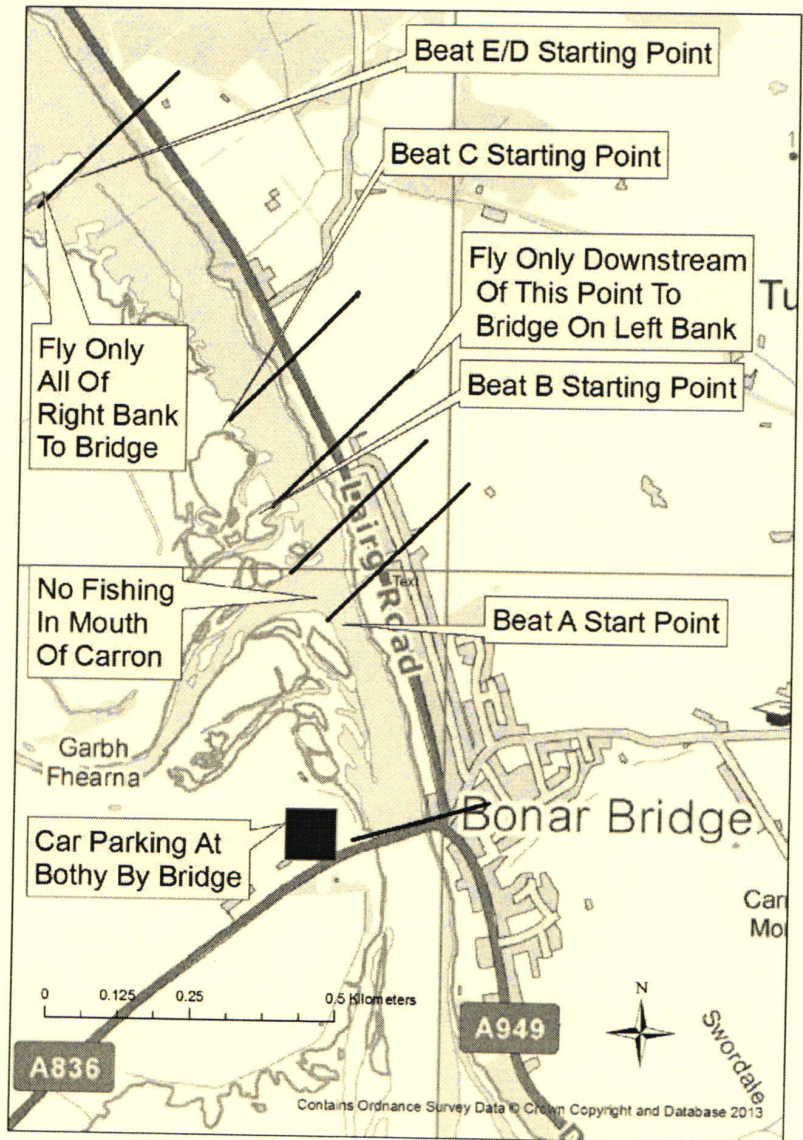 Beat E/D Starting Point
Beat C Starting Point
Fly Only Downstream
Of This Point To
Bridge On Left Bank
Tu
1
Fly Only
All Of
Right Bank
To Bridge
Beat B Starting Point
Lairg Road
Text
No Fishing
In Mouth
Of Carron
Beat A Start Point
Garbh
Fhearna
Bonar Bridge
Car Parking At
Bothy By Bridge
Carr
Mo
0 0.125 0.25 0.5 Kilometers
N
A949
A836
Swordale
Contains Ordnance Survey Data © Crown Copyright and Database 2013